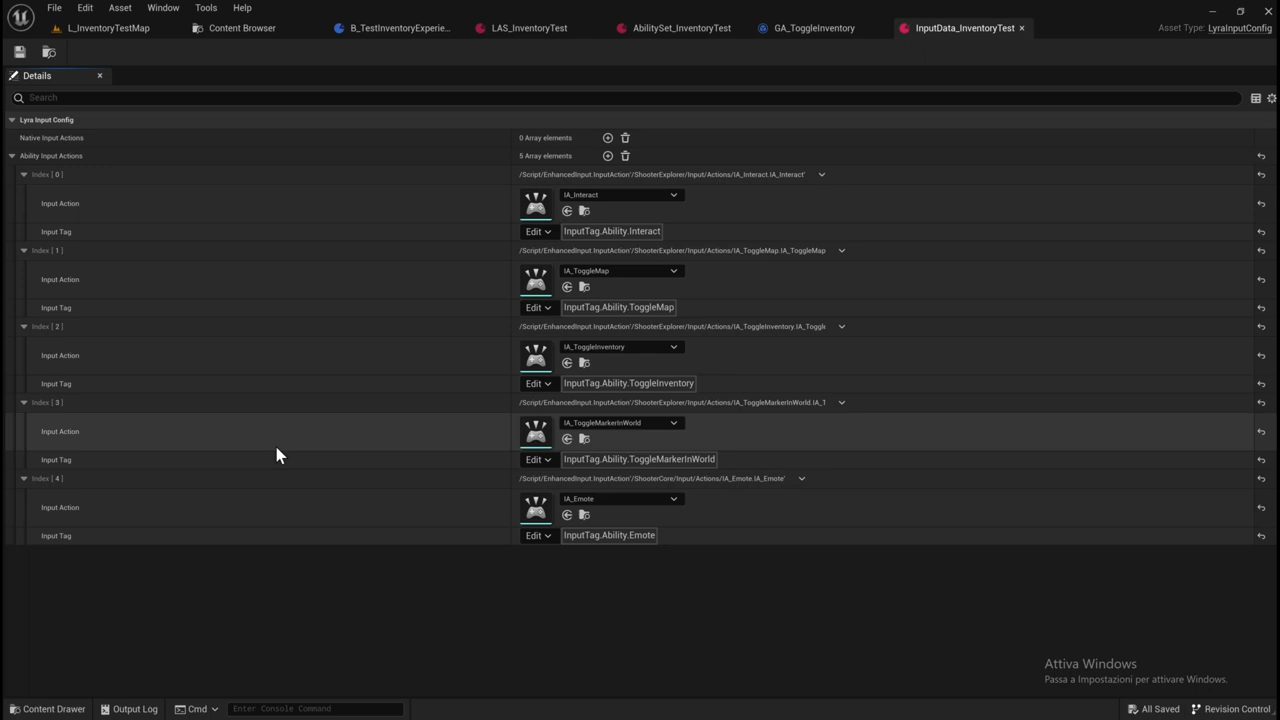 File Edit Asset Window Tools Help
L_InventoryTestMap Content Browser B_TestInventoryExperie... LAS_InventoryTest AbilitySet_InventoryTest GA_ToggleInventory InputData_InventoryTest Asset Type: LyraInputConfig
Details
Search
Lyra Input Config
Native Input Actions 0 Array elements
Ability Input Actions 5 Array elements
Index [ 0 ] /Script/EnhancedInput.InputAction'/ShooterExplorer/Input/Actions/IA_Interact.IA_Interact'
IA_Interact
Input Action
Input Tag Edit InputTag.Ability.Interact
Index [ 1 ] /Script/EnhancedInput.InputAction'/ShooterExplorer/Input/Actions/IA_ToggleMap.IA_ToggleMap
IA_ToggleMap
Input Action
Input Tag Edit InputTag.Ability.ToggleMap
Index [ 2 ] /Script/EnhancedInput.InputAction'/ShooterExplorer/Input/Actions/IA_ToggleInventory.IA_Toggle
IA_ToggleInventory
Input Action
Input Tag Edit InputTag.Ability.ToggleInventory
Index [ 3 ] /Script/EnhancedInput.InputAction'/ShooterExplorer/Input/Actions/IA_ToggleMarkerInWorld.IA_T
IA_ToggleMarkerInWorld
Input Action
Input Tag Edit InputTag.Ability.ToggleMarkerInWorld
Index [ 4 ] /Script/EnhancedInput.InputAction'/ShooterCore/Input/Actions/IA_Emote.IA_Emote'
IA_Emote
Input Action
Input Tag Edit InputTag.Ability.Emote
Attiva Windows
Passa a Impostazioni per attivare Windows.
Content Drawer Output Log Cmd Enter Console Command All Saved Revision Control